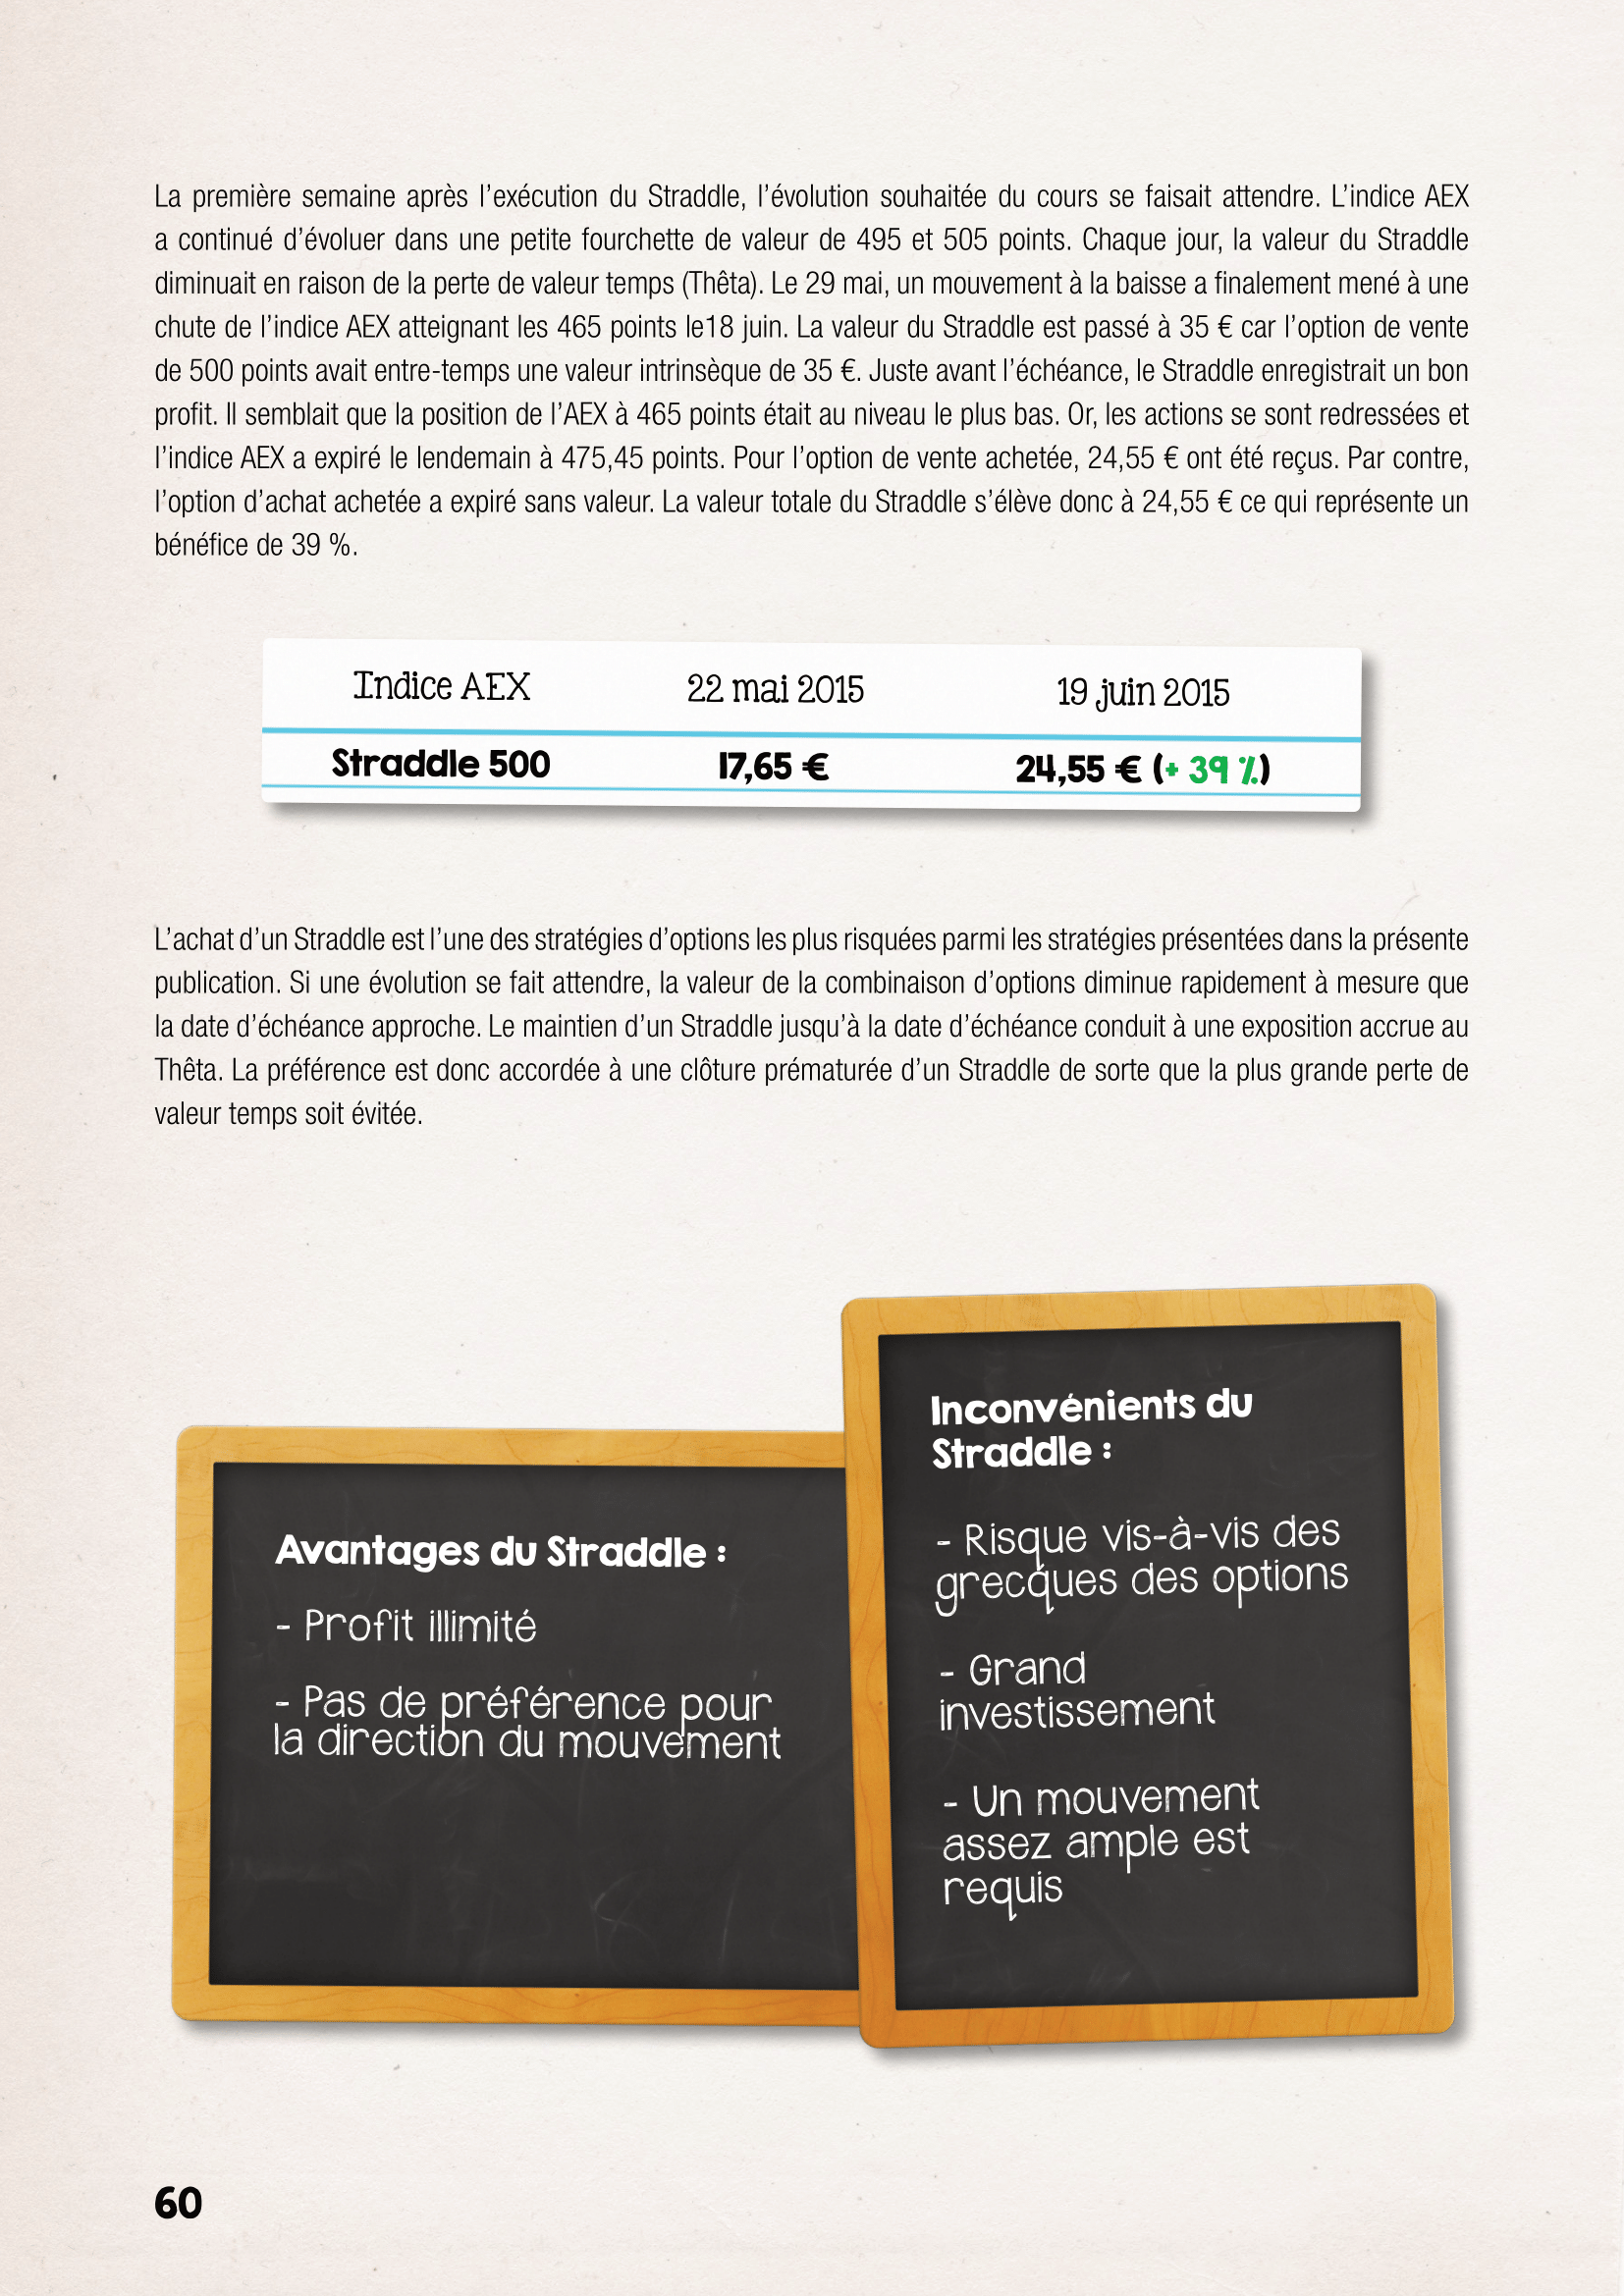 La première semaine après l’exécution du Straddle, l’évolution souhaitée du cours se faisait attendre. L’indice AEX
a continué d’évoluer dans une petite fourchette de valeur de 495 et 505 points. Chaque jour, la valeur du Straddle
diminuait en raison de la perte de valeur temps (Thêta). Le 29 mai, un mouvement à la baisse a finalement mené à une
chute de l’indice AEX atteignant les 465 points le18 juin. La valeur du Straddle est passé à 35 € car l’option de vente
de 500 points avait entre-temps une valeur intrinsèque de 35 €. Juste avant l’échéance, le Straddle enregistrait un bon
profit. Il semblait que la position de l’AEX à 465 points était au niveau le plus bas. Or, les actions se sont redressées et
l’indice AEX a expiré le lendemain à 475,45 points. Pour l’option de vente achetée, 24,55 € ont été reçus. Par contre,
l’option d’achat achetée a expiré sans valeur. La valeur totale du Straddle s’élève donc à 24,55 € ce qui représente un
bénéfice de 39 %.
Indice AEX 22 mai 2015 19 juin 2015
Straddle 500 17,65 € 24,55 € (+ 39 %)
L’achat d’un Straddle est l’une des stratégies d’options les plus risquées parmi les stratégies présentées dans la présente
publication. Si une évolution se fait attendre, la valeur de la combinaison d’options diminue rapidement à mesure que
la date d’échéance approche. Le maintien d’un Straddle jusqu’à la date d’échéance conduit à une exposition accrue au
Thêta. La préférence est donc accordée à une clôture prématurée d’un Straddle de sorte que la plus grande perte de
valeur temps soit évitée.
Avantages du Straddle :
- Profit illimité
- Pas de préférence pour
la direction du mouvement
Inconvénients du
Straddle :
- Risque vis-à-vis des
grecques des options
- Grand
investissement
- Un mouvement
assez ample est
requis
60